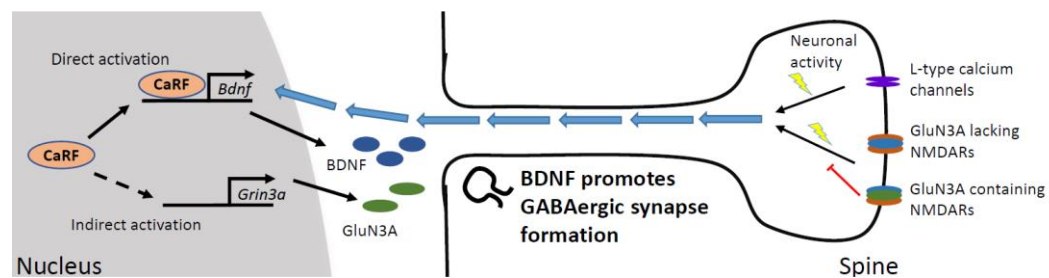 Direct activation
CaRF
Bdnf
CaRF
BDNF
Grin3a
Indirect activation
GluN3A
Nucleus
BDNF promotes
GABAergic synapse
formation
Neuronal
activity
L-type calcium
channels
GluN3A lacking
NMDARs
GluN3A containing
NMDARs
Spine